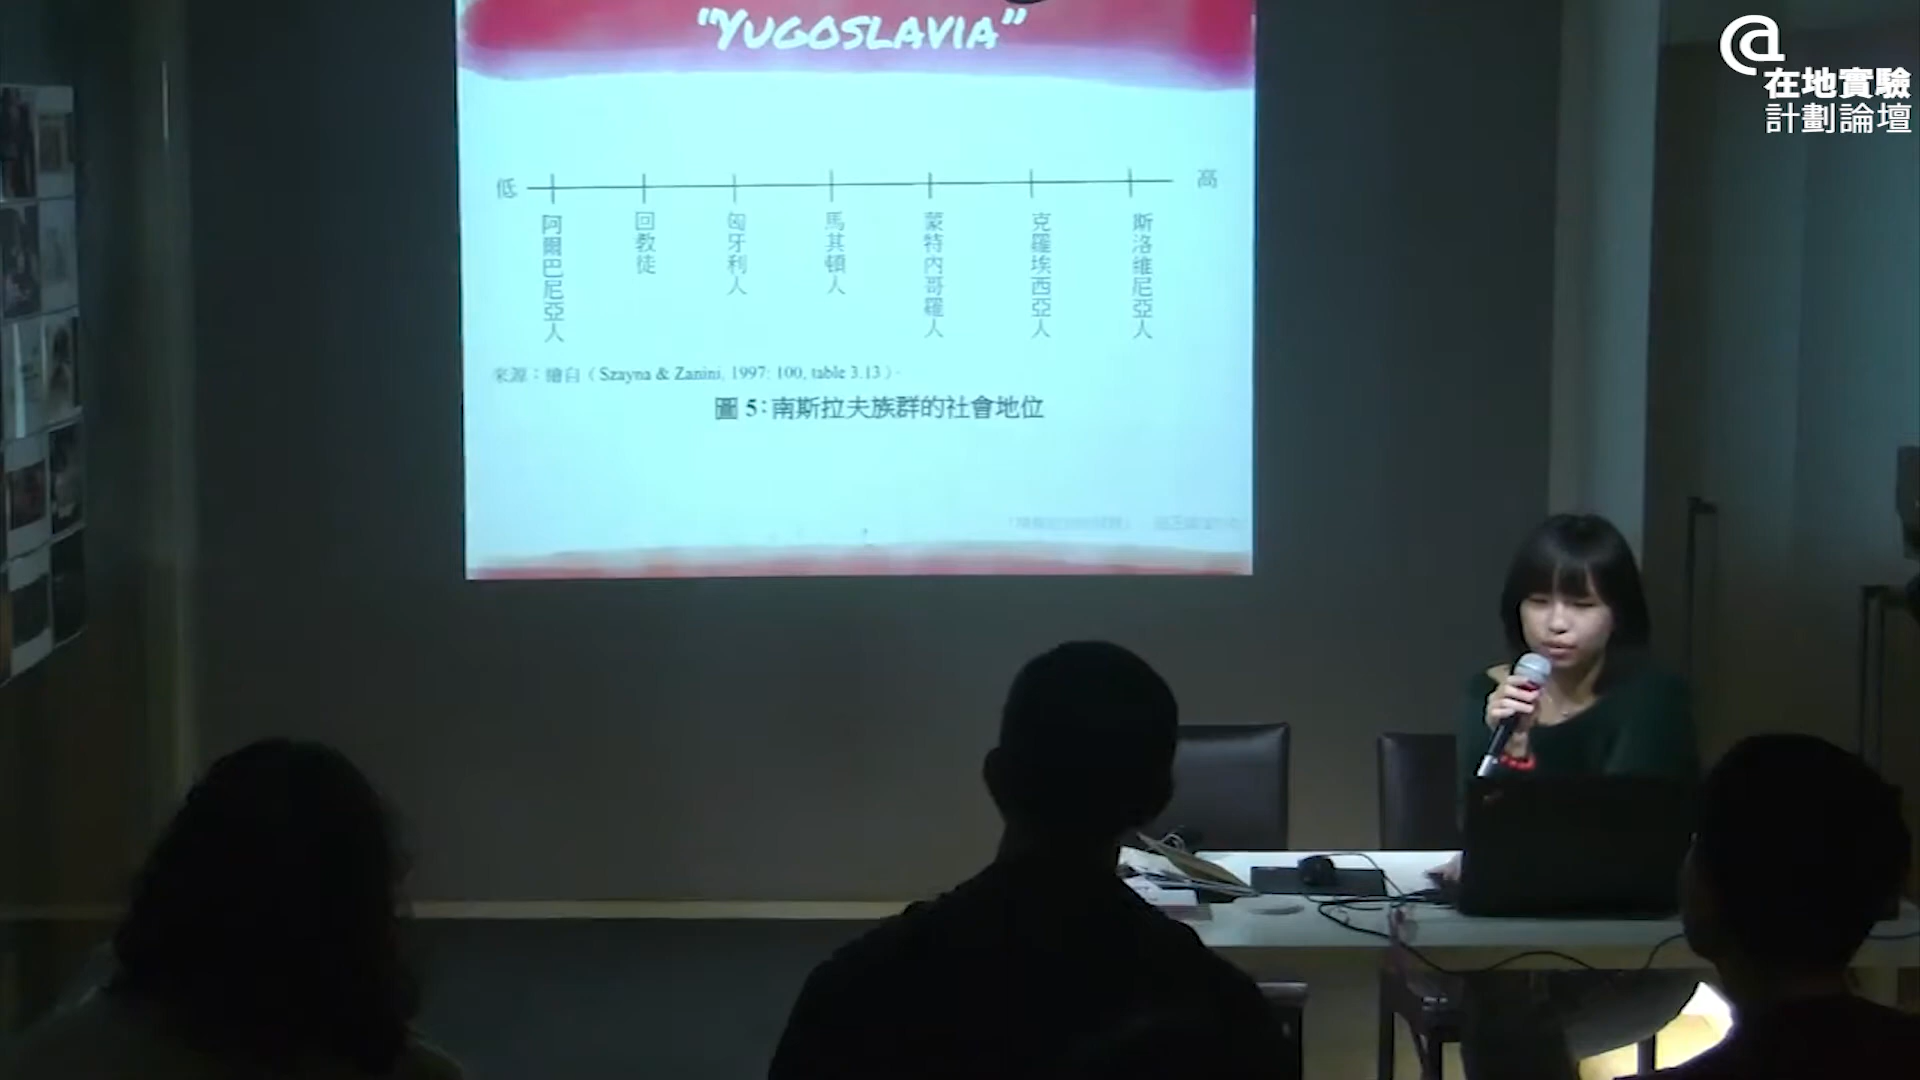 “YUGOSLAVIA”
@
在地實驗
計劃論壇
低
高
阿爾巴尼亞人
回教徒
匈牙利人
馬其頓人
蒙特內哥羅人
克羅埃西亞人
斯洛維尼亞人
來源：繪自（Szayna & Zanini, 1997: 100, table 3.13）。
圖 5：南斯拉夫族群的社會地位